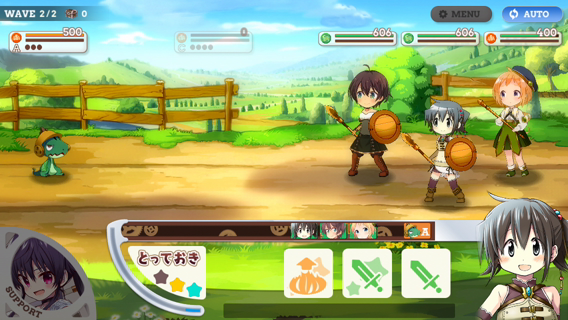 WAVE 2/2 0
MENU
AUTO
500
A
0
C
606
606
400
A
とっておき
SUPPORT